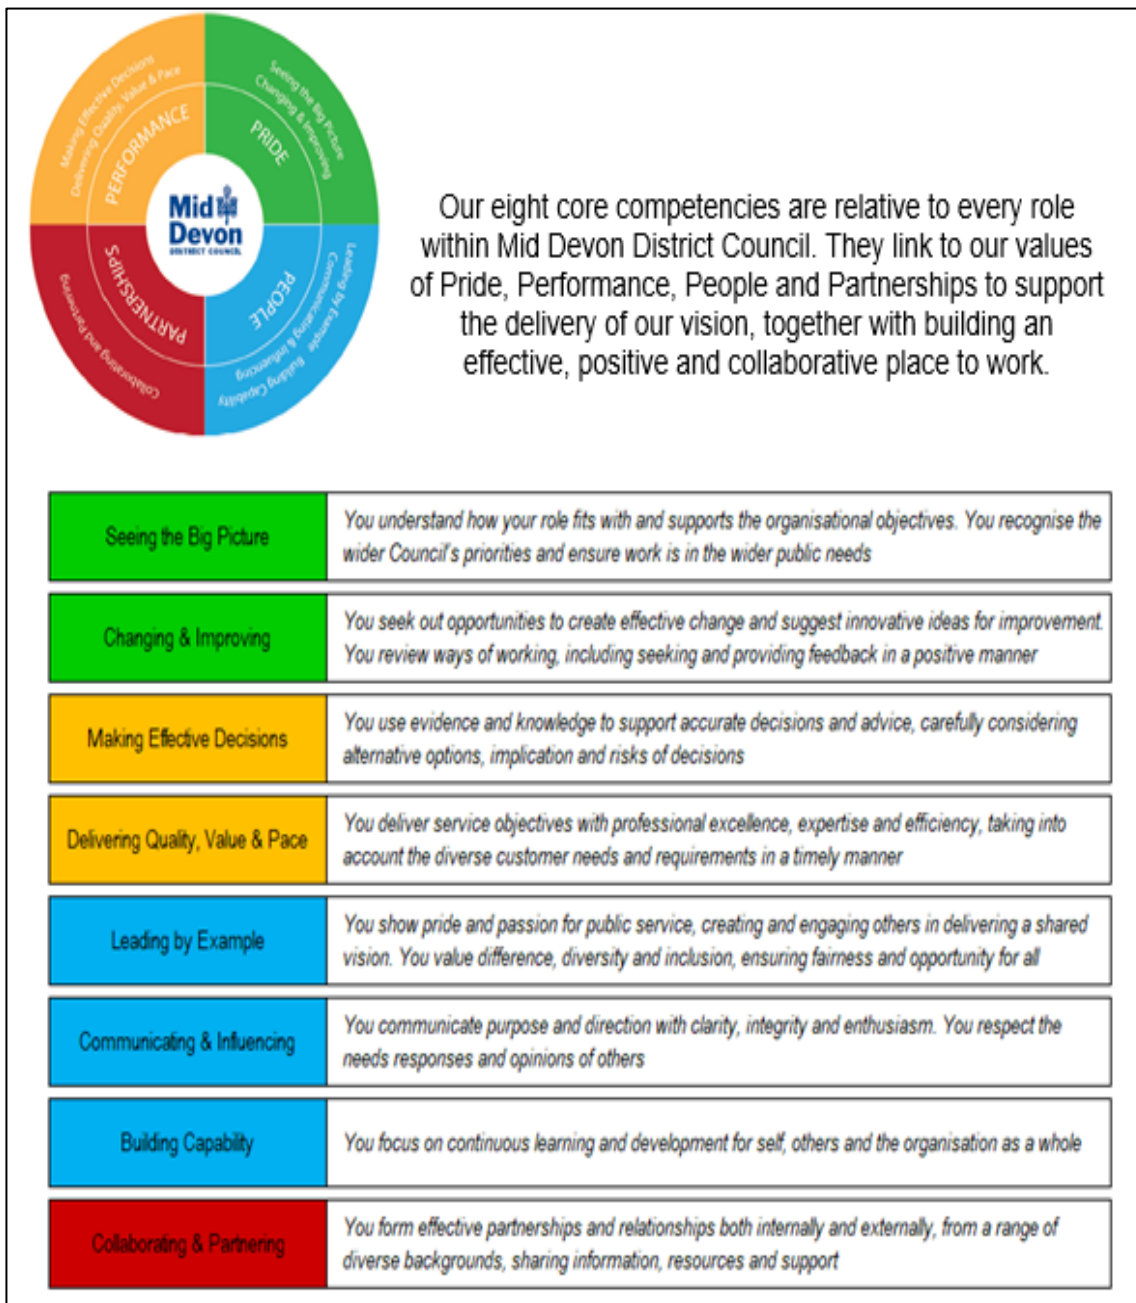 Making Effective Decisions
Delivering Quality, Value & Pace
PERFORMANCE
Seeing the Big Picture
Changing & Improving
PRIDE
Mid
Devon
DISTRICT COUNCIL
PARTNERSHIPS
Collaborating and Partnering
PEOPLE
Leading by Example Building Capability
Communicating & Influencing
Our eight core competencies are relative to every role
within Mid Devon District Council. They link to our values
of Pride, Performance, People and Partnerships to support
the delivery of our vision, together with building an
effective, positive and collaborative place to work.
Seeing the Big Picture
You understand how your role fits with and supports the organisational objectives. You recognise the
wider Council's priorities and ensure work is in the wider public needs
Changing & Improving
You seek out opportunities to create effective change and suggest innovative ideas for improvement.
You review ways of working, including seeking and providing feedback in a positive manner
Making Effective Decisions
You use evidence and knowledge to support accurate decisions and advice, carefully considering
alternative options, implication and risks of decisions
Delivering Quality, Value & Pace
You deliver service objectives with professional excellence, expertise and efficiency, taking into
account the diverse customer needs and requirements in a timely manner
Leading by Example
You show pride and passion for public service, creating and engaging others in delivering a shared
vision. You value difference, diversity and inclusion, ensuring fairness and opportunity for all
Communicating & Influencing
You communicate purpose and direction with clarity, integrity and enthusiasm. You respect the
needs responses and opinions of others
Building Capability
You focus on continuous learning and development for self, others and the organisation as a whole
Collaborating & Partnering
You form effective partnerships and relationships both internally and externally, from a range of
diverse backgrounds, sharing information, resources and support